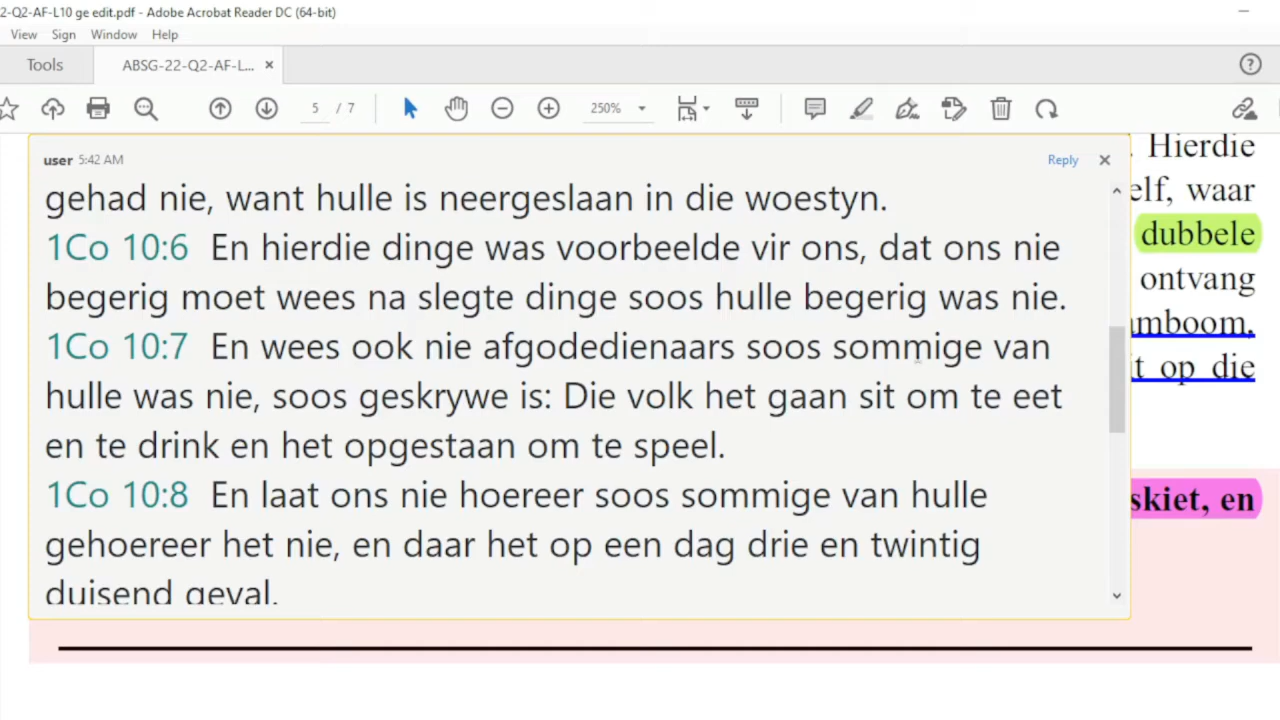 2-Q2-AF-L10 ge edit.pdf - Adobe Acrobat Reader DC (64-bit)
View Sign Window Help
Tools ABSG-22-Q2-AF-L... ×
5 / 7 250%
user 5:42 AM Reply
. Hierdie
gehad nie, want hulle is neergeslaan in die woestyn.
elf, waar
1Co 10:6 En hierdie dinge was voorbeelde vir ons, dat ons nie
dubbele
begerig moet wees na slegte dinge soos hulle begerig was nie.
ontvang
1Co 10:7 En wees ook nie afgodedienaars soos sommige van
mboom,
hulle was nie, soos geskrywe is: Die volk het gaan sit om te eet
t op die
en te drink en het opgestaan om te speel.
1Co 10:8 En laat ons nie hoereer soos sommige van hulle
skiet, en
gehoereer het nie, en daar het op een dag drie en twintig
duisend geval.